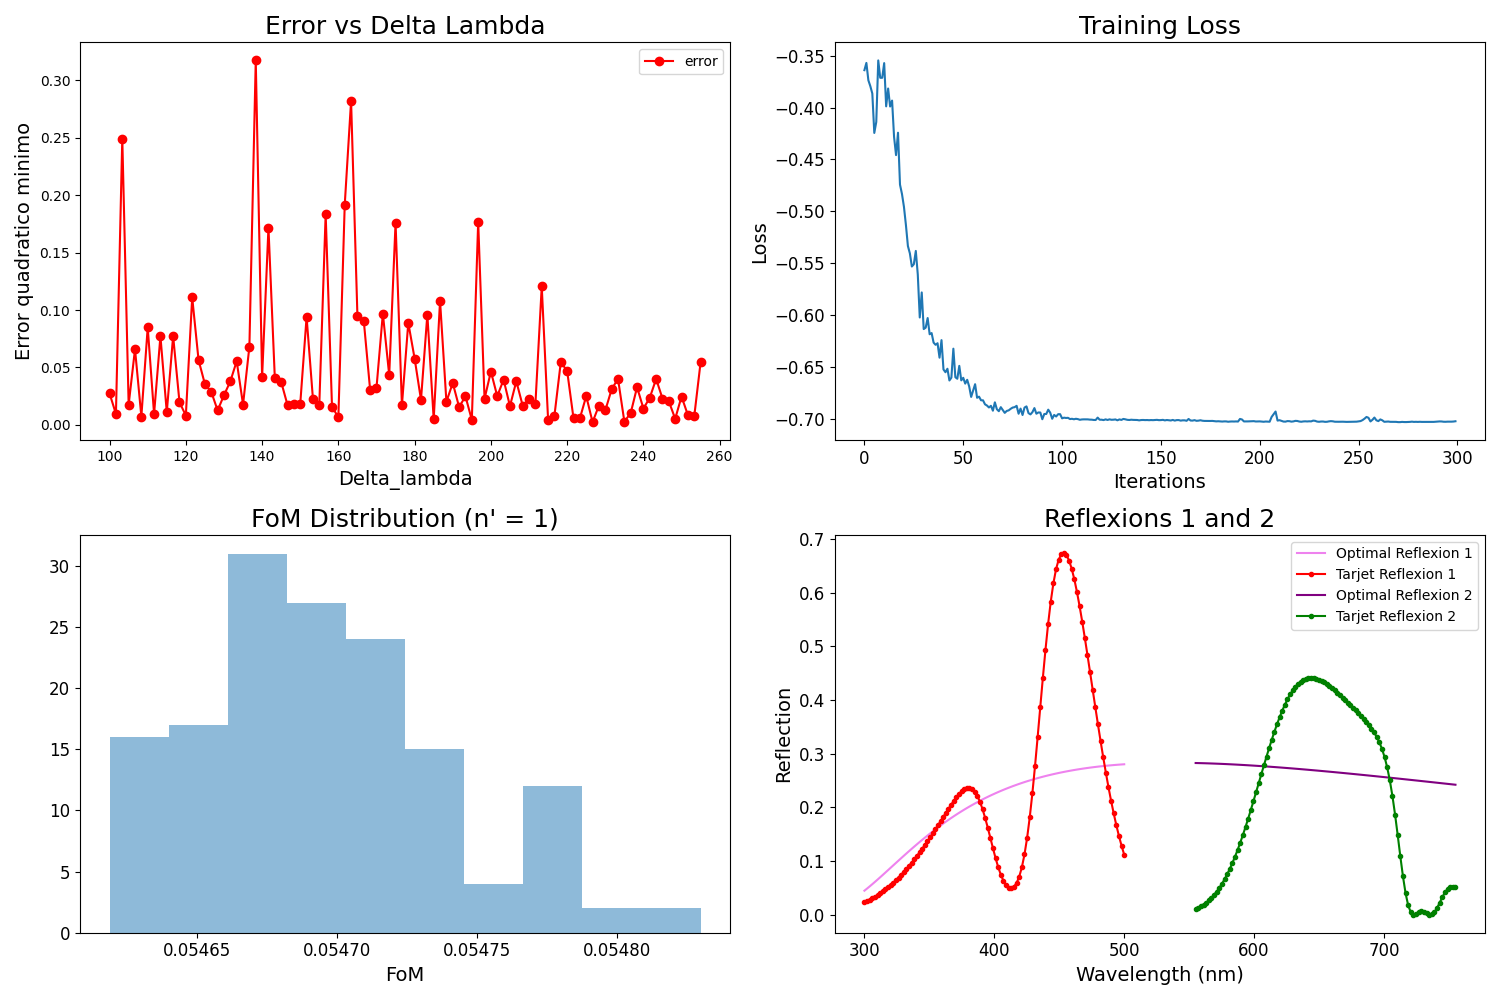 Error vs Delta Lambda
error
Error quadratico minimo
0.30
0.25
0.20
0.15
0.10
0.05
0.00
100 120 140 160 180 200 220 240 260
Delta_lambda
Training Loss
Loss
−0.35
−0.40
−0.45
−0.50
−0.55
−0.60
−0.65
−0.70
0 50 100 150 200 250 300
Iterations
FoM Distribution (n' = 1)
30
25
20
15
10
5
0
0.05465 0.05470 0.05475 0.05480
FoM
Reflexions 1 and 2
Optimal Reflexion 1
Tarjet Reflexion 1
Optimal Reflexion 2
Tarjet Reflexion 2
Reflection
0.7
0.6
0.5
0.4
0.3
0.2
0.1
0.0
300 400 500 600 700
Wavelength (nm)